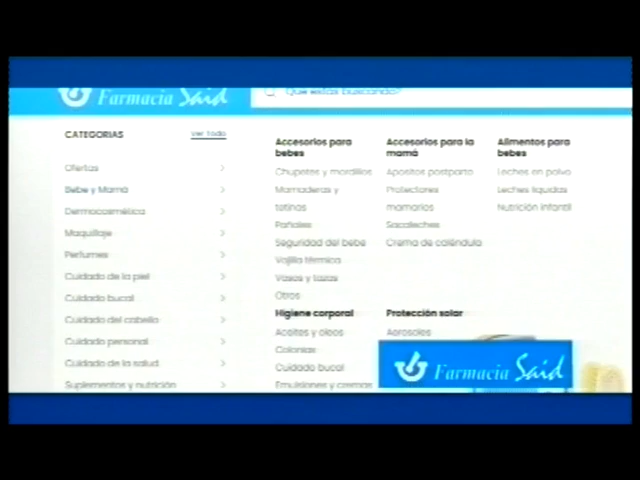 Farmacia Said
Que estás buscando?
CATEGORIAS
Ver todo
Ofertas
Bebe y Mamá
Dermocosmética
Maquillaje
Perfumes
Cuidado de la piel
Cuidado bucal
Cuidado del cabello
Cuidado personal
Cuidado de la salud
Suplementos y nutrición
Accesorios para
bebes
Chupetes y mordillos
Mamaderas y
tetinas
Pañales
Seguridad del bebe
Vajilla térmica
Vasos y tazas
Otros
Higiene corporal
Aceites y oleos
Colonias
Cuidado bucal
Emulsiones y cremas
Accesorios para la
mamá
Apositos postparto
Protectores
mamarios
Sacaleches
Crema de caléndula
Protección solar
Aerosoles
Alimentos para
bebes
Leches en polvo
Leches liquidas
Nutrición infantil
Farmacia Said